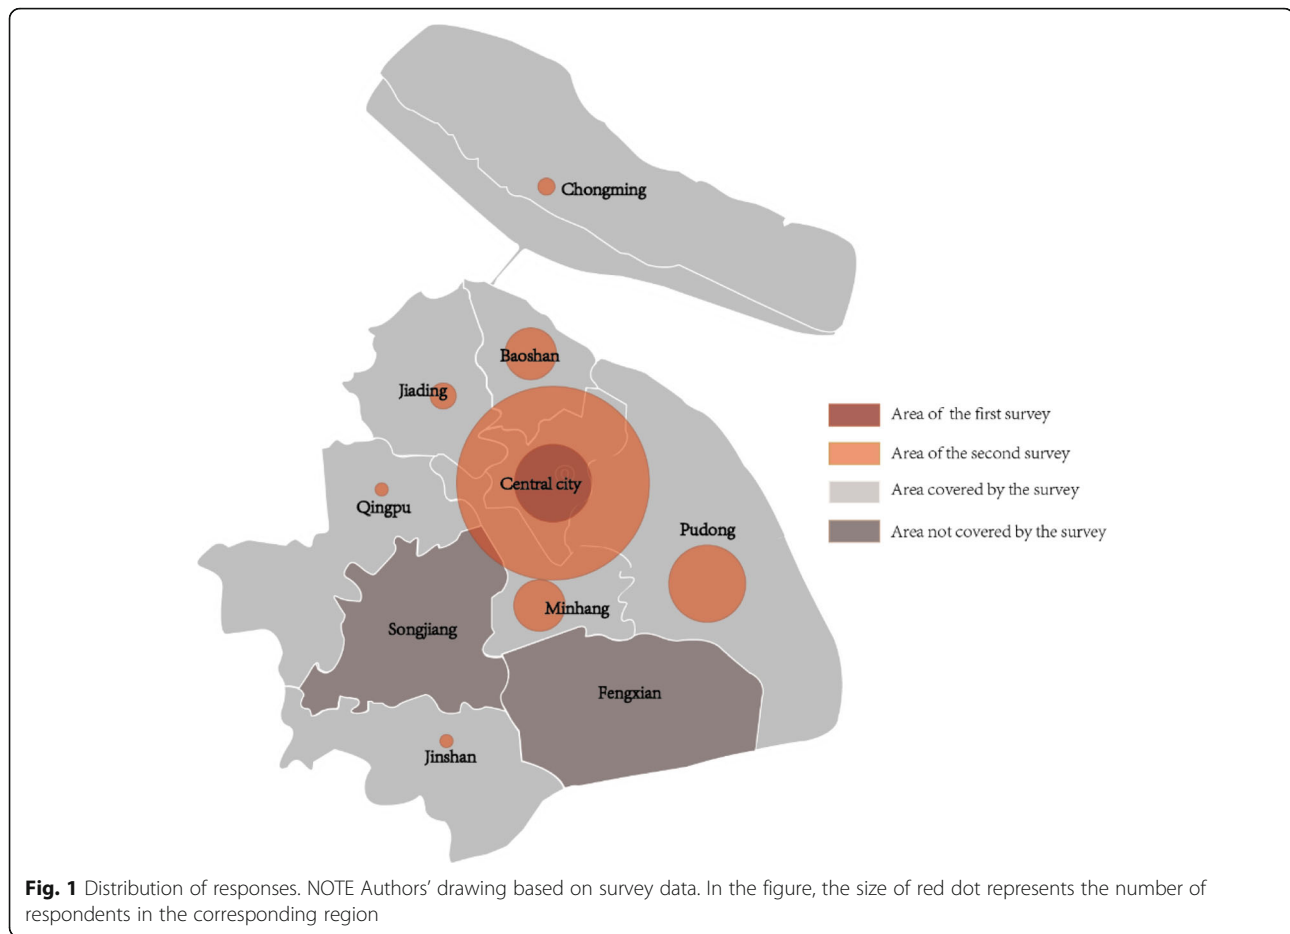 Chongming
Baoshan
Jiading
Area of the first survey
Area of the second survey
Central city
Area covered by the survey
Qingpu
Pudong
Area not covered by the survey
Minhang
Songjiang
Fengxian
Jinshan
Fig. 1 Distribution of responses. NOTE Authors' drawing based on survey data. In the figure, the size of red dot represents the number of
respondents in the corresponding region